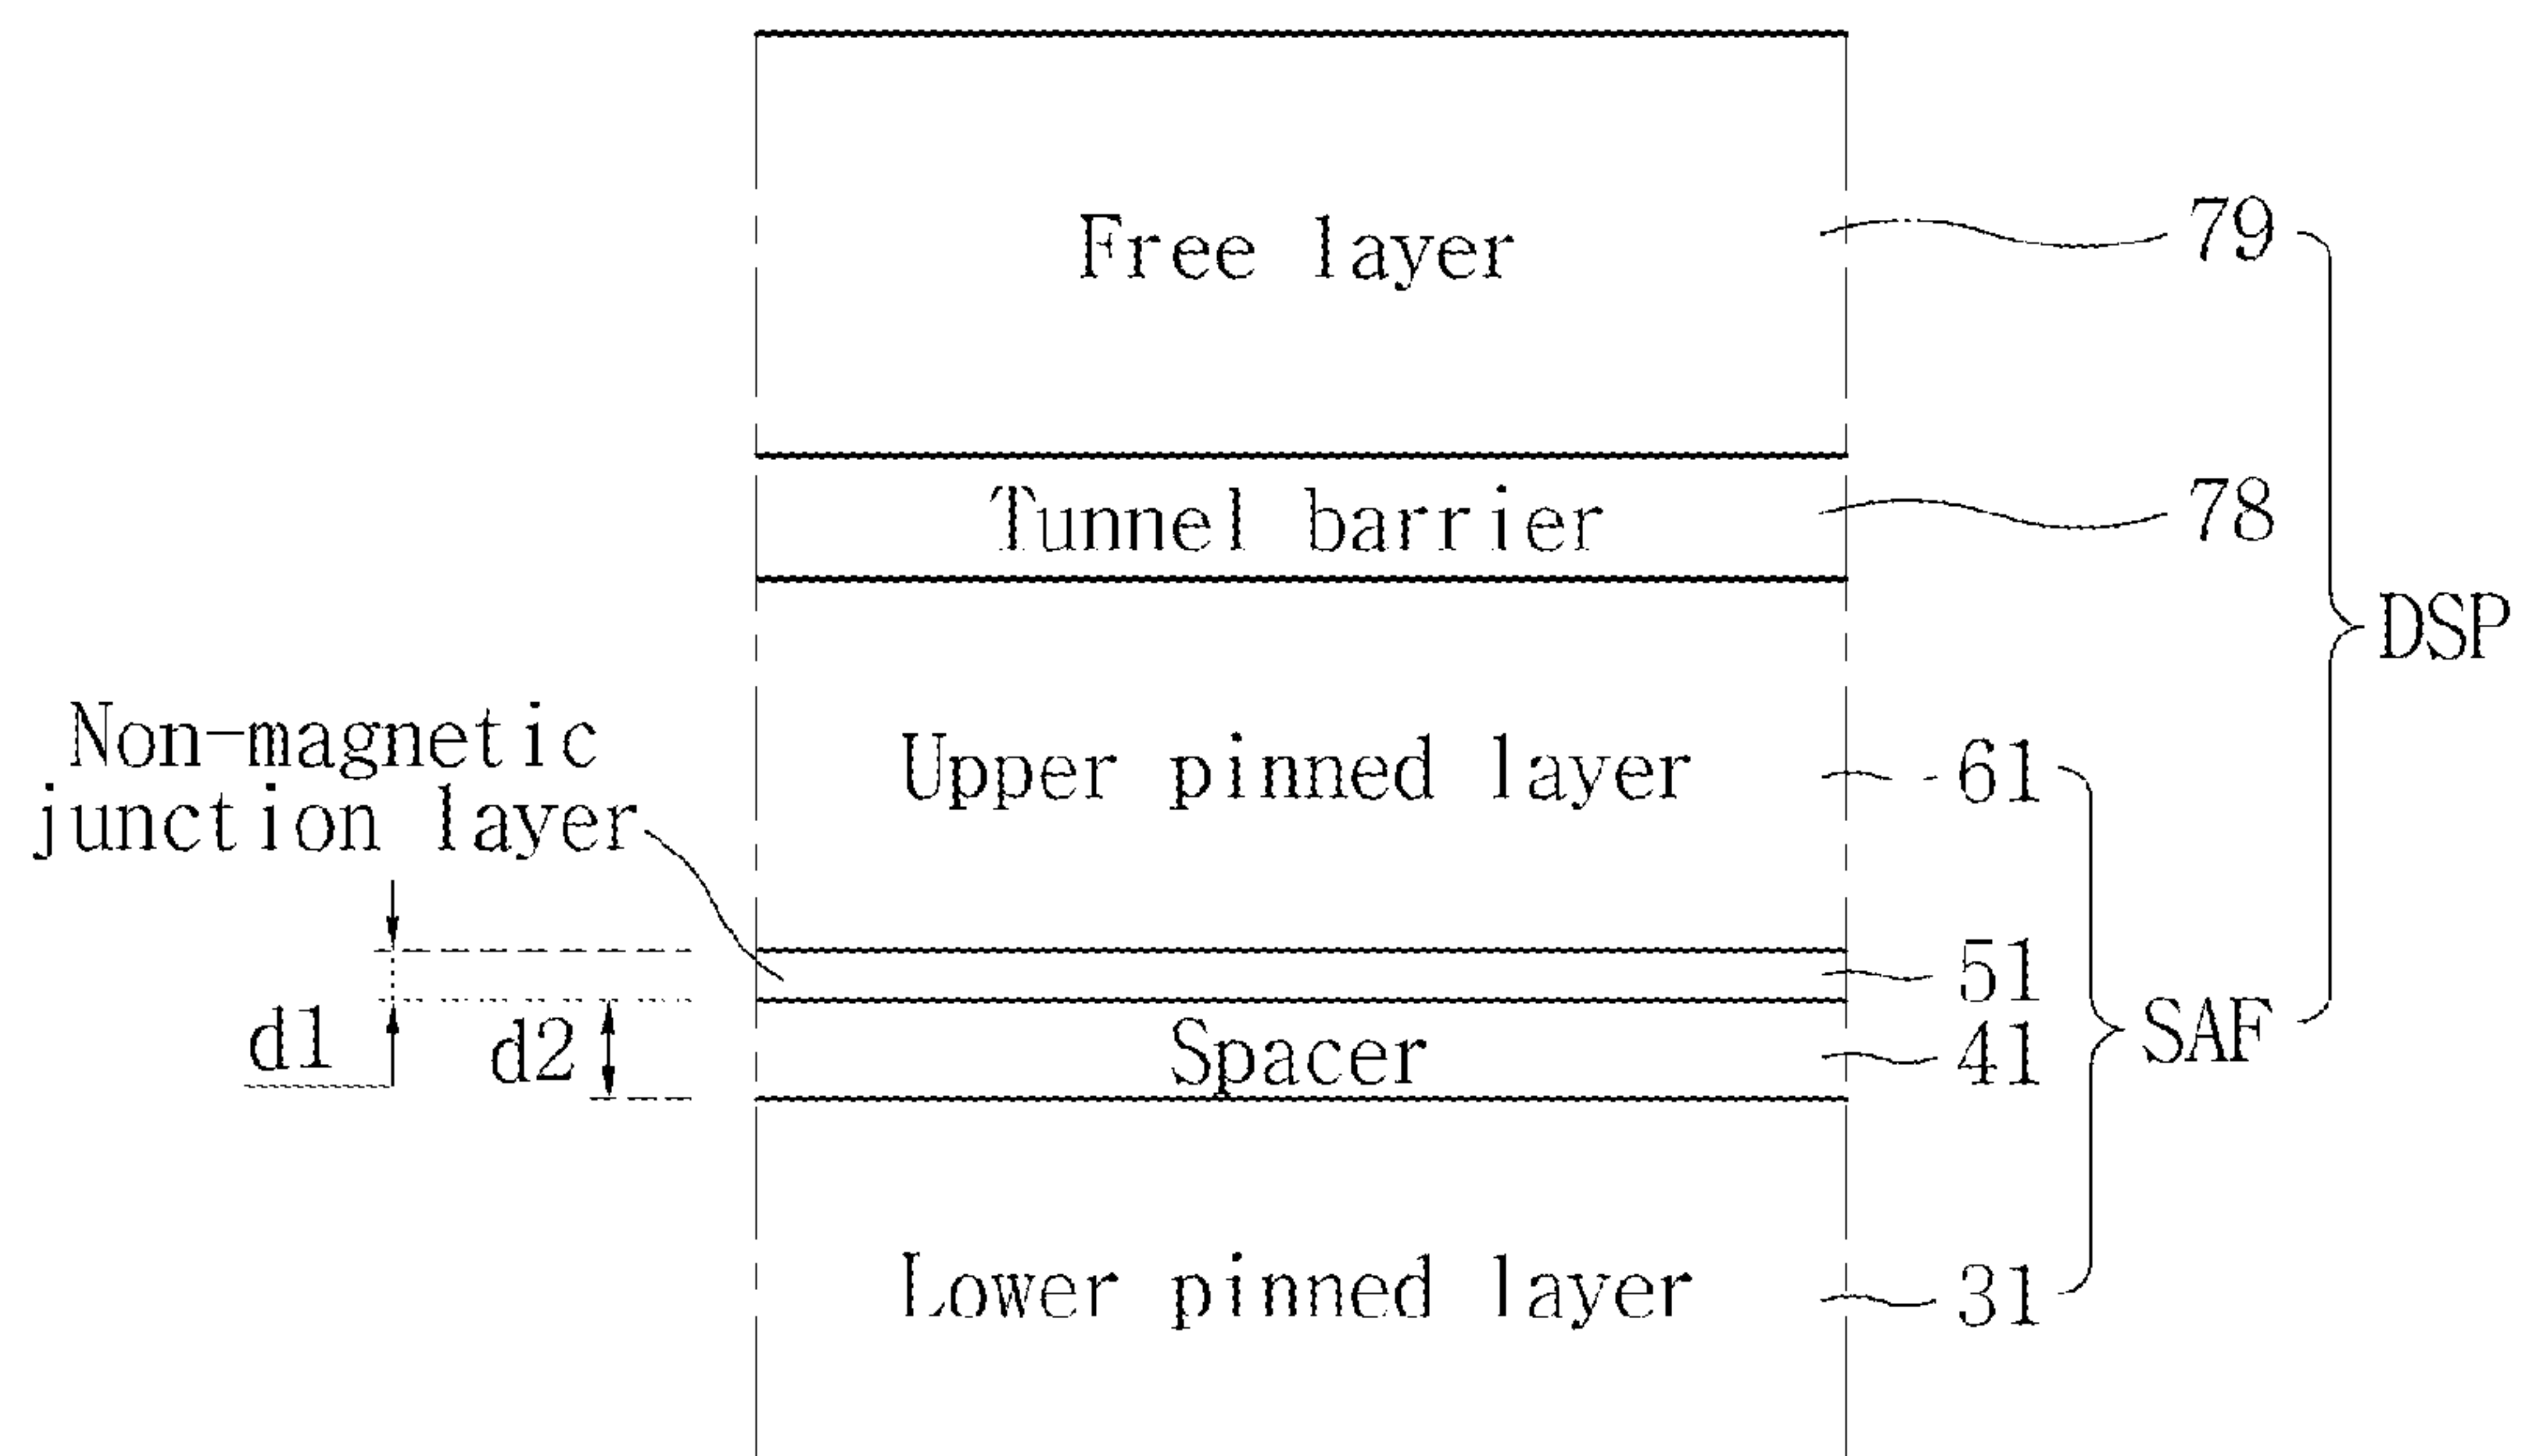 Free layer
79
Tunnel barrier
78
DSP
Non-magnetic
junction layer
Upper pinned layer
61
51
SAF
d1
d2
Spacer
41
Lower pinned layer
31